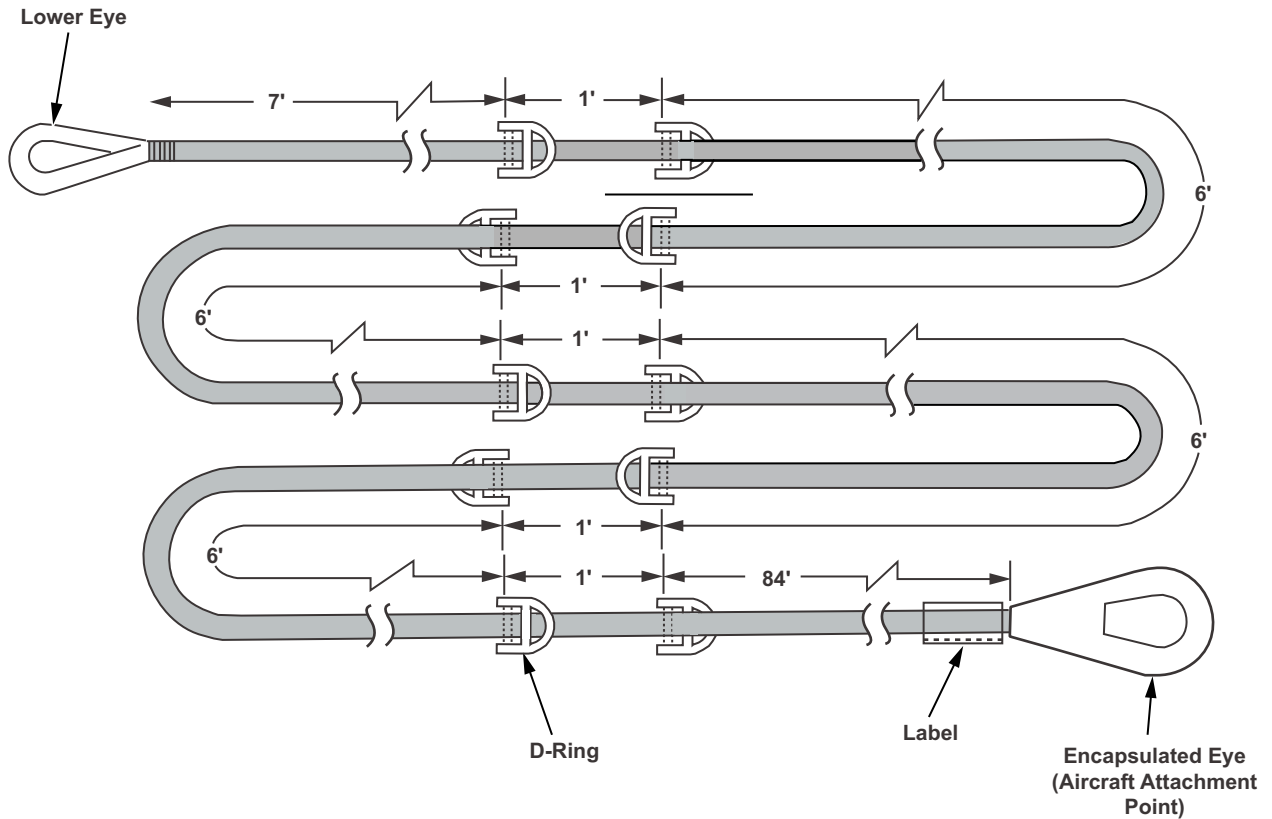 Lower Eye
7'
1'
6'
1'
6'
1'
6'
1'
6'
1'
84'
D-Ring
Label
Encapsulated Eye
(Aircraft Attachment
Point)